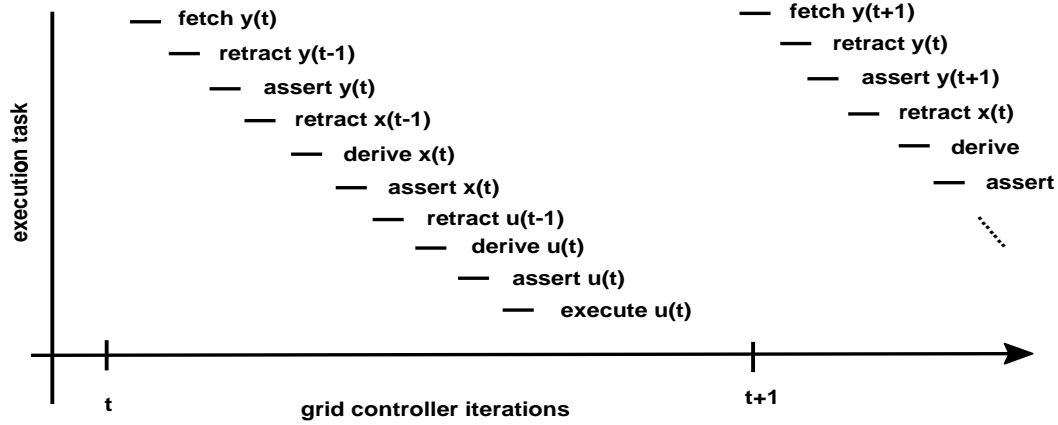 fetch y(t)
retract y(t-1)
assert y(t)
retract x(t-1)
derive x(t)
assert x(t)
retract u(t-1)
derive u(t)
assert u(t)
execute u(t)
fetch y(t+1)
retract y(t)
assert y(t+1)
retract x(t)
derive
assert
execution task
t
t+1
grid controller iterations